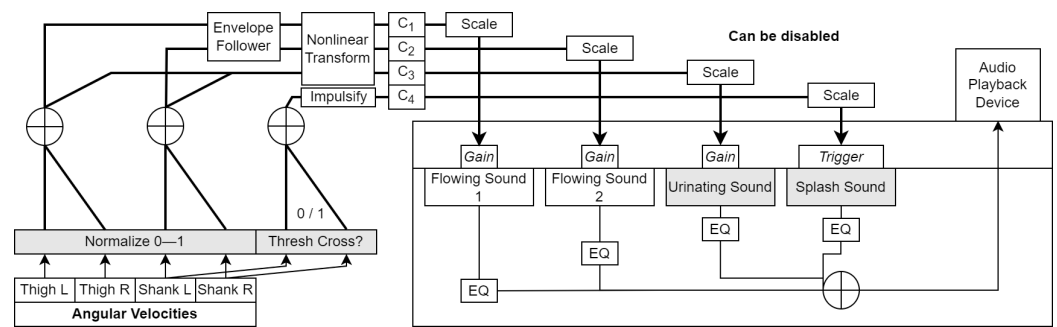 Envelope
Follower
Nonlinear
Transform
Impulsify
C1
C2
C3
C4
Scale
Scale
Scale
Scale
Can be disabled
Audio
Playback
Device
Gain
Gain
Gain
Trigger
Flowing Sound
1
Flowing Sound
2
Urinating Sound
Splash Sound
EQ
EQ
EQ
EQ
0 / 1
Normalize 0—1
Thresh Cross?
Thigh L
Thigh R
Shank L
Shank R
Angular Velocities